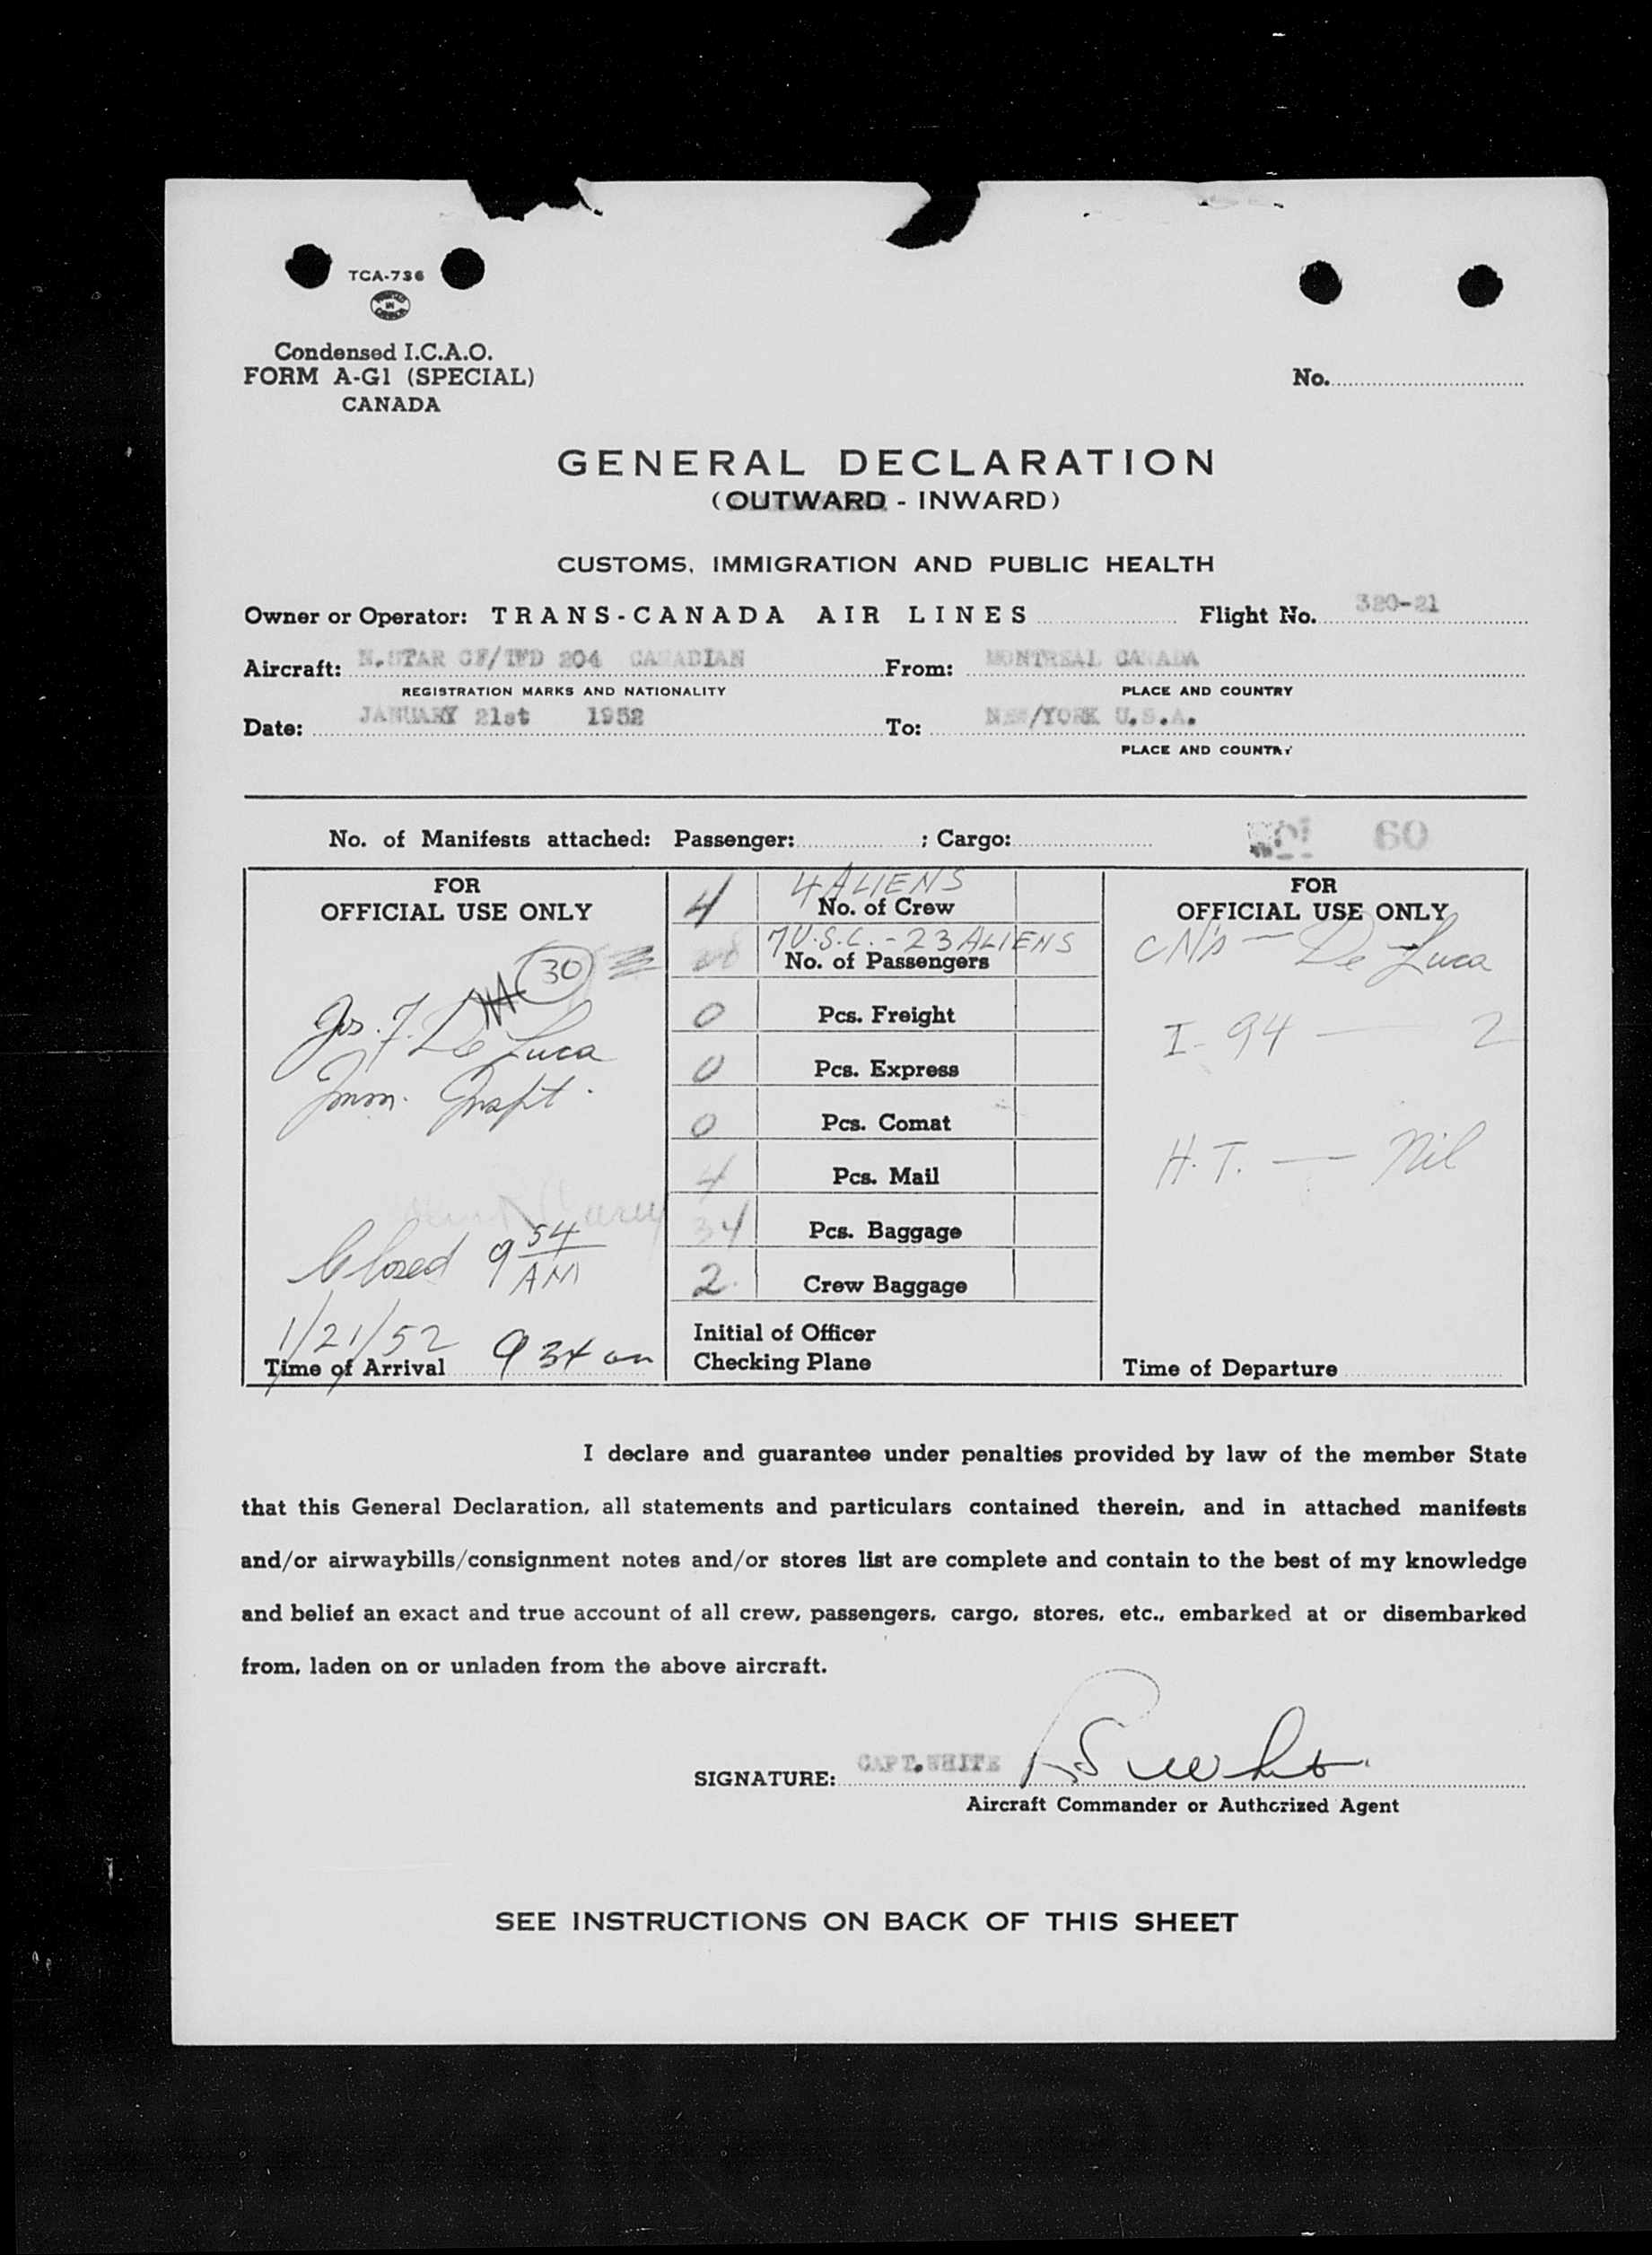 TCA-736
PRINTED IN CANADA
Condensed I.C.A.O.
FORM A-G1 (SPECIAL)
CANADA
No.
GENERAL DECLARATION
(OUTWARD - INWARD)
CUSTOMS, IMMIGRATION AND PUBLIC HEALTH
Owner or Operator: TRANS-CANADA AIR LINES Flight No. 320-21
Aircraft: N.STAR CF/TFD 204 CANADIAN From: MONTREAL CANADA
REGISTRATION MARKS AND NATIONALITY PLACE AND COUNTRY
Date: JANUARY 21st 1952 To: NEW/YORK U.S.A.
PLACE AND COUNTRY
No. of Manifests attached: Passenger: ; Cargo: 60
FOR
OFFICIAL USE ONLY
30
Jos. F. De Luca
Imm. Inspt.
Closed 9 54 AM
1/21/52
Time of Arrival 9 34 am
4 4 ALIENS
No. of Crew
7 U.S.C. - 23 ALIENS
No. of Passengers
0 Pcs. Freight
0 Pcs. Express
0 Pcs. Comat
4 Pcs. Mail
34 Pcs. Baggage
2 Crew Baggage
Initial of Officer
Checking Plane
FOR
OFFICIAL USE ONLY
De Luca
I-94 — 2
H.T. — Nil
Time of Departure
I declare and guarantee under penalties provided by law of the member State
that this General Declaration, all statements and particulars contained therein, and in attached manifests
and/or airwaybills/consignment notes and/or stores list are complete and contain to the best of my knowledge
and belief an exact and true account of all crew, passengers, cargo, stores, etc., embarked at or disembarked
from, laden on or unladen from the above aircraft.
SIGNATURE: CAPT.WHITE
Aircraft Commander or Authorized Agent
SEE INSTRUCTIONS ON BACK OF THIS SHEET